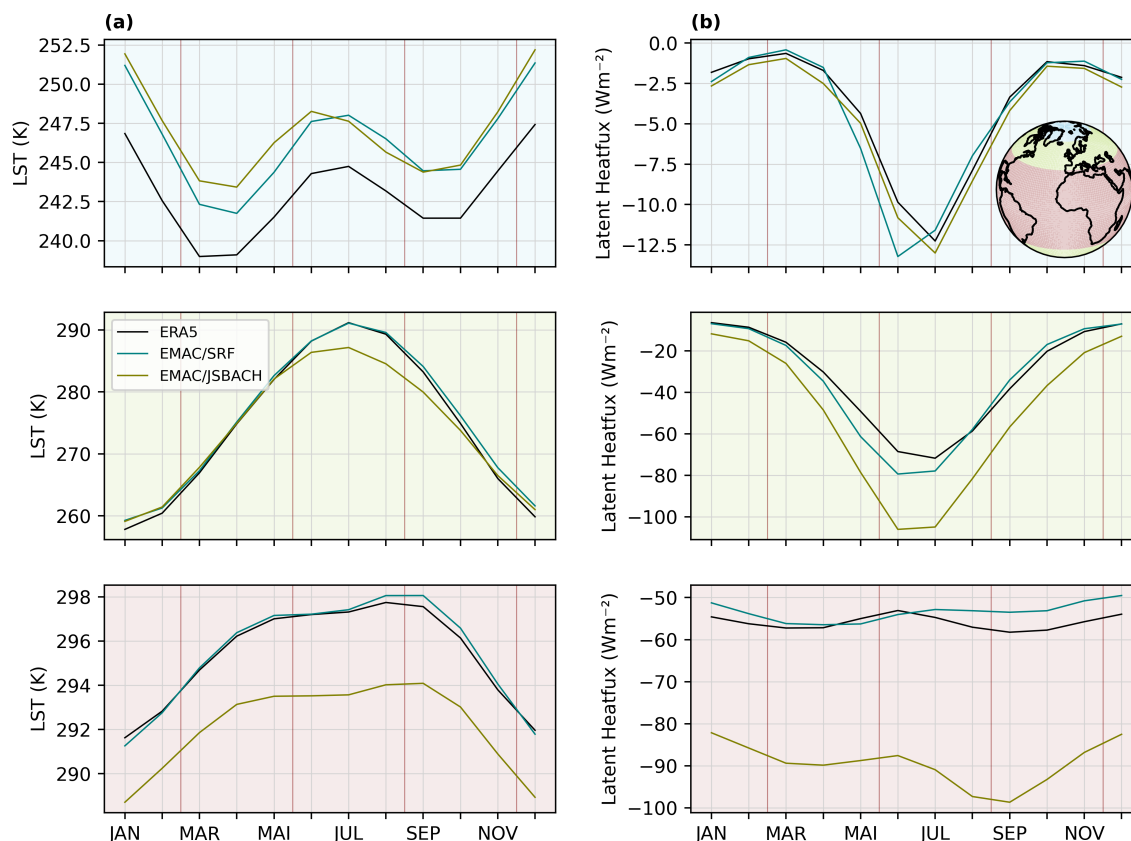 (a) (b)
252.5
250.0
247.5
245.0
242.5
240.0
LST (K)
0.0
−2.5
−5.0
−7.5
−10.0
−12.5
Latent Heatfux (Wm⁻²)
290
280
270
260
LST (K)
ERA5
EMAC/SRF
EMAC/JSBACH
−20
−40
−60
−80
−100
Latent Heatfux (Wm⁻²)
298
296
294
292
290
LST (K)
JAN MAR MAI JUL SEP NOV
−50
−60
−70
−80
−90
−100
Latent Heatfux (Wm⁻²)
JAN MAR MAI JUL SEP NOV